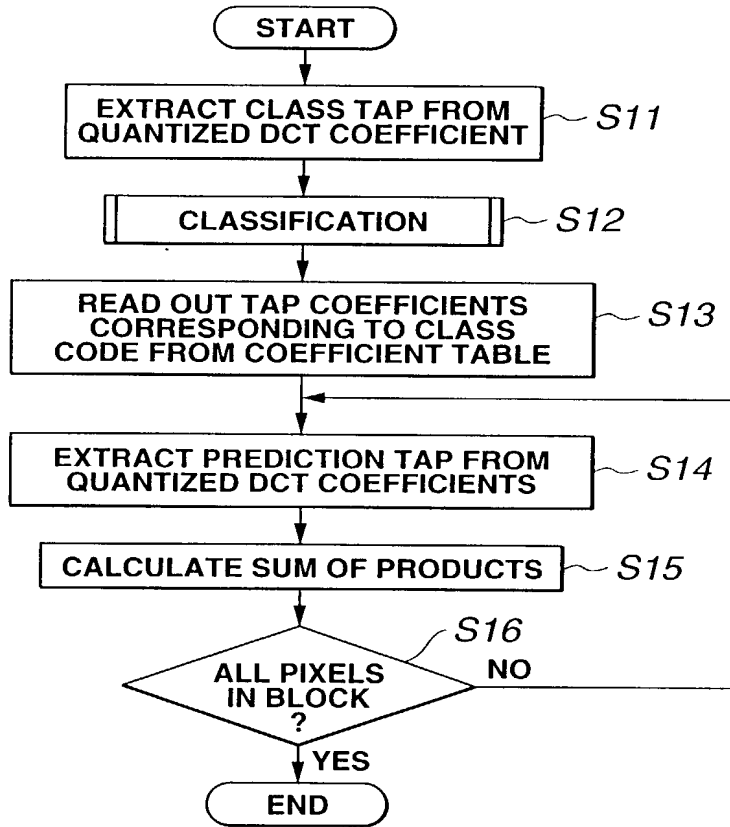 START
EXTRACT CLASS TAP FROM
QUANTIZED DCT COEFFICIENT
S11
CLASSIFICATION
S12
READ OUT TAP COEFFICIENTS
CORRESPONDING TO CLASS
CODE FROM COEFFICIENT TABLE
S13
EXTRACT PREDICTION TAP FROM
QUANTIZED DCT COEFFICIENTS
S14
CALCULATE SUM OF PRODUCTS
S15
S16
ALL PIXELS
IN BLOCK
?
NO
YES
END